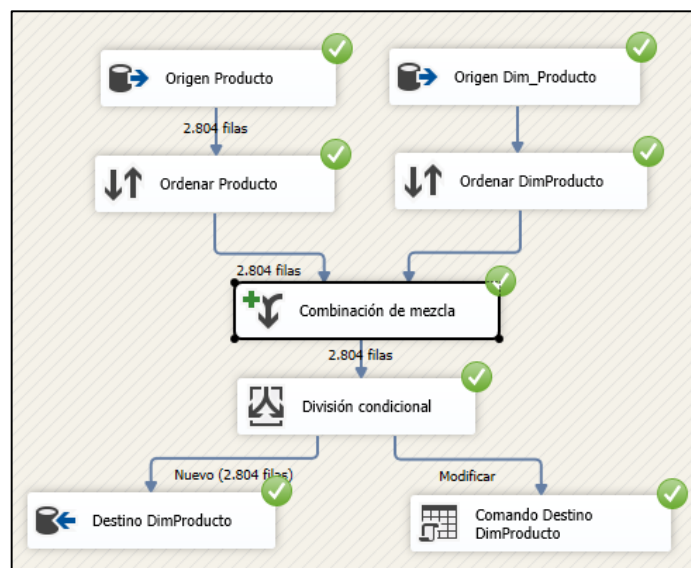 Origen Producto
Origen Dim_Producto
2.804 filas
Ordenar Producto
Ordenar DimProducto
2.804 filas
Combinación de mezcla
2.804 filas
División condicional
Nuevo (2.804 filas)
Modificar
Destino DimProducto
Comando Destino
DimProducto